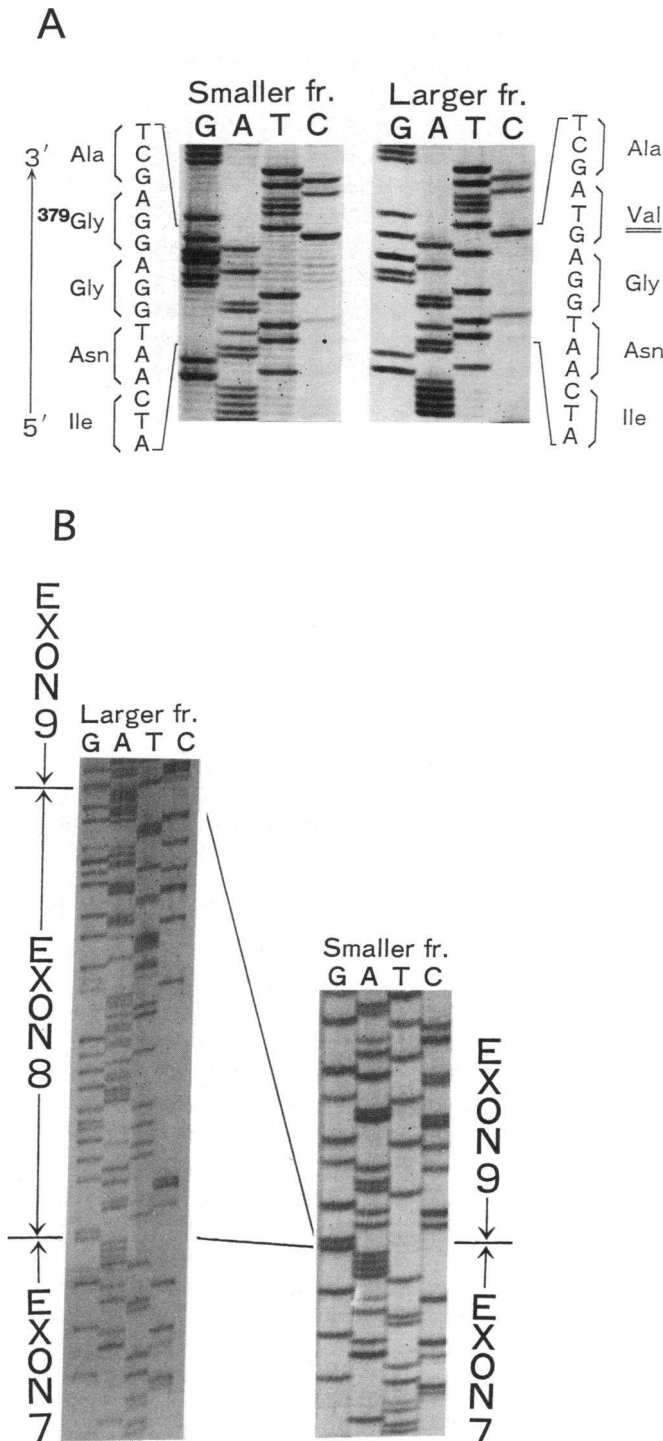 A
Smaller fr.
G A T C
3'
5'
Ala
379Gly
Gly
Asn
Ile
T
C
G
A
G
G
A
G
G
T
A
A
C
T
A
Larger fr.
G A T C
T
C
G
A
T
G
A
G
G
T
A
A
C
T
A
Ala
Val
Gly
Asn
Ile
B
EXON 9
EXON 8
EXON 7
Larger fr.
G A T C
Smaller fr.
G A T C
EXON 9
EXON 7